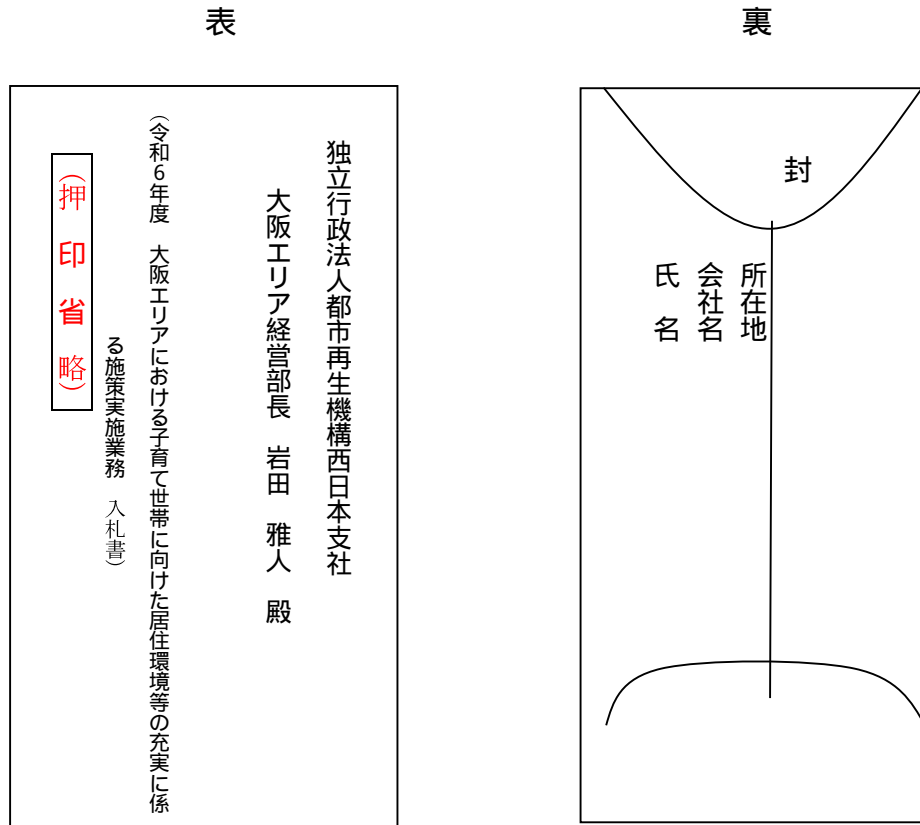 表
独立行政法人都市再生機構西日本支社
大阪エリア経営部長　岩田　雅人　殿
（令和6年度　大阪エリアにおける子育て世帯に向けた居住環境等の充実に係
る施策実施業務　入札書）
（押印省略）
裏
封
所在地
会社名
氏　名